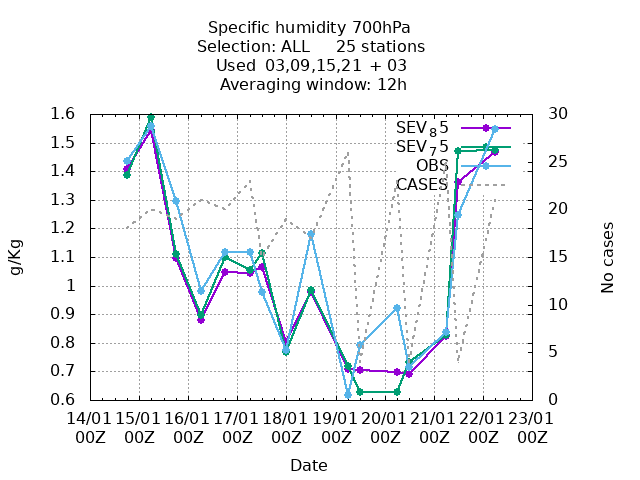 Specific humidity 700hPa
Selection: ALL 25 stations
Used 03,09,15,21 + 03
Averaging window: 12h
g/Kg
1.6
1.5
1.4
1.3
1.2
1.1
1
0.9
0.8
0.7
0.6
SEV85
SEV75
OBS
CASES
30
25
20
15
10
5
0
No cases
14/01 15/01 16/01 17/01 18/01 19/01 20/01 21/01 22/01 23/01
00Z 00Z 00Z 00Z 00Z 00Z 00Z 00Z 00Z 00Z
Date